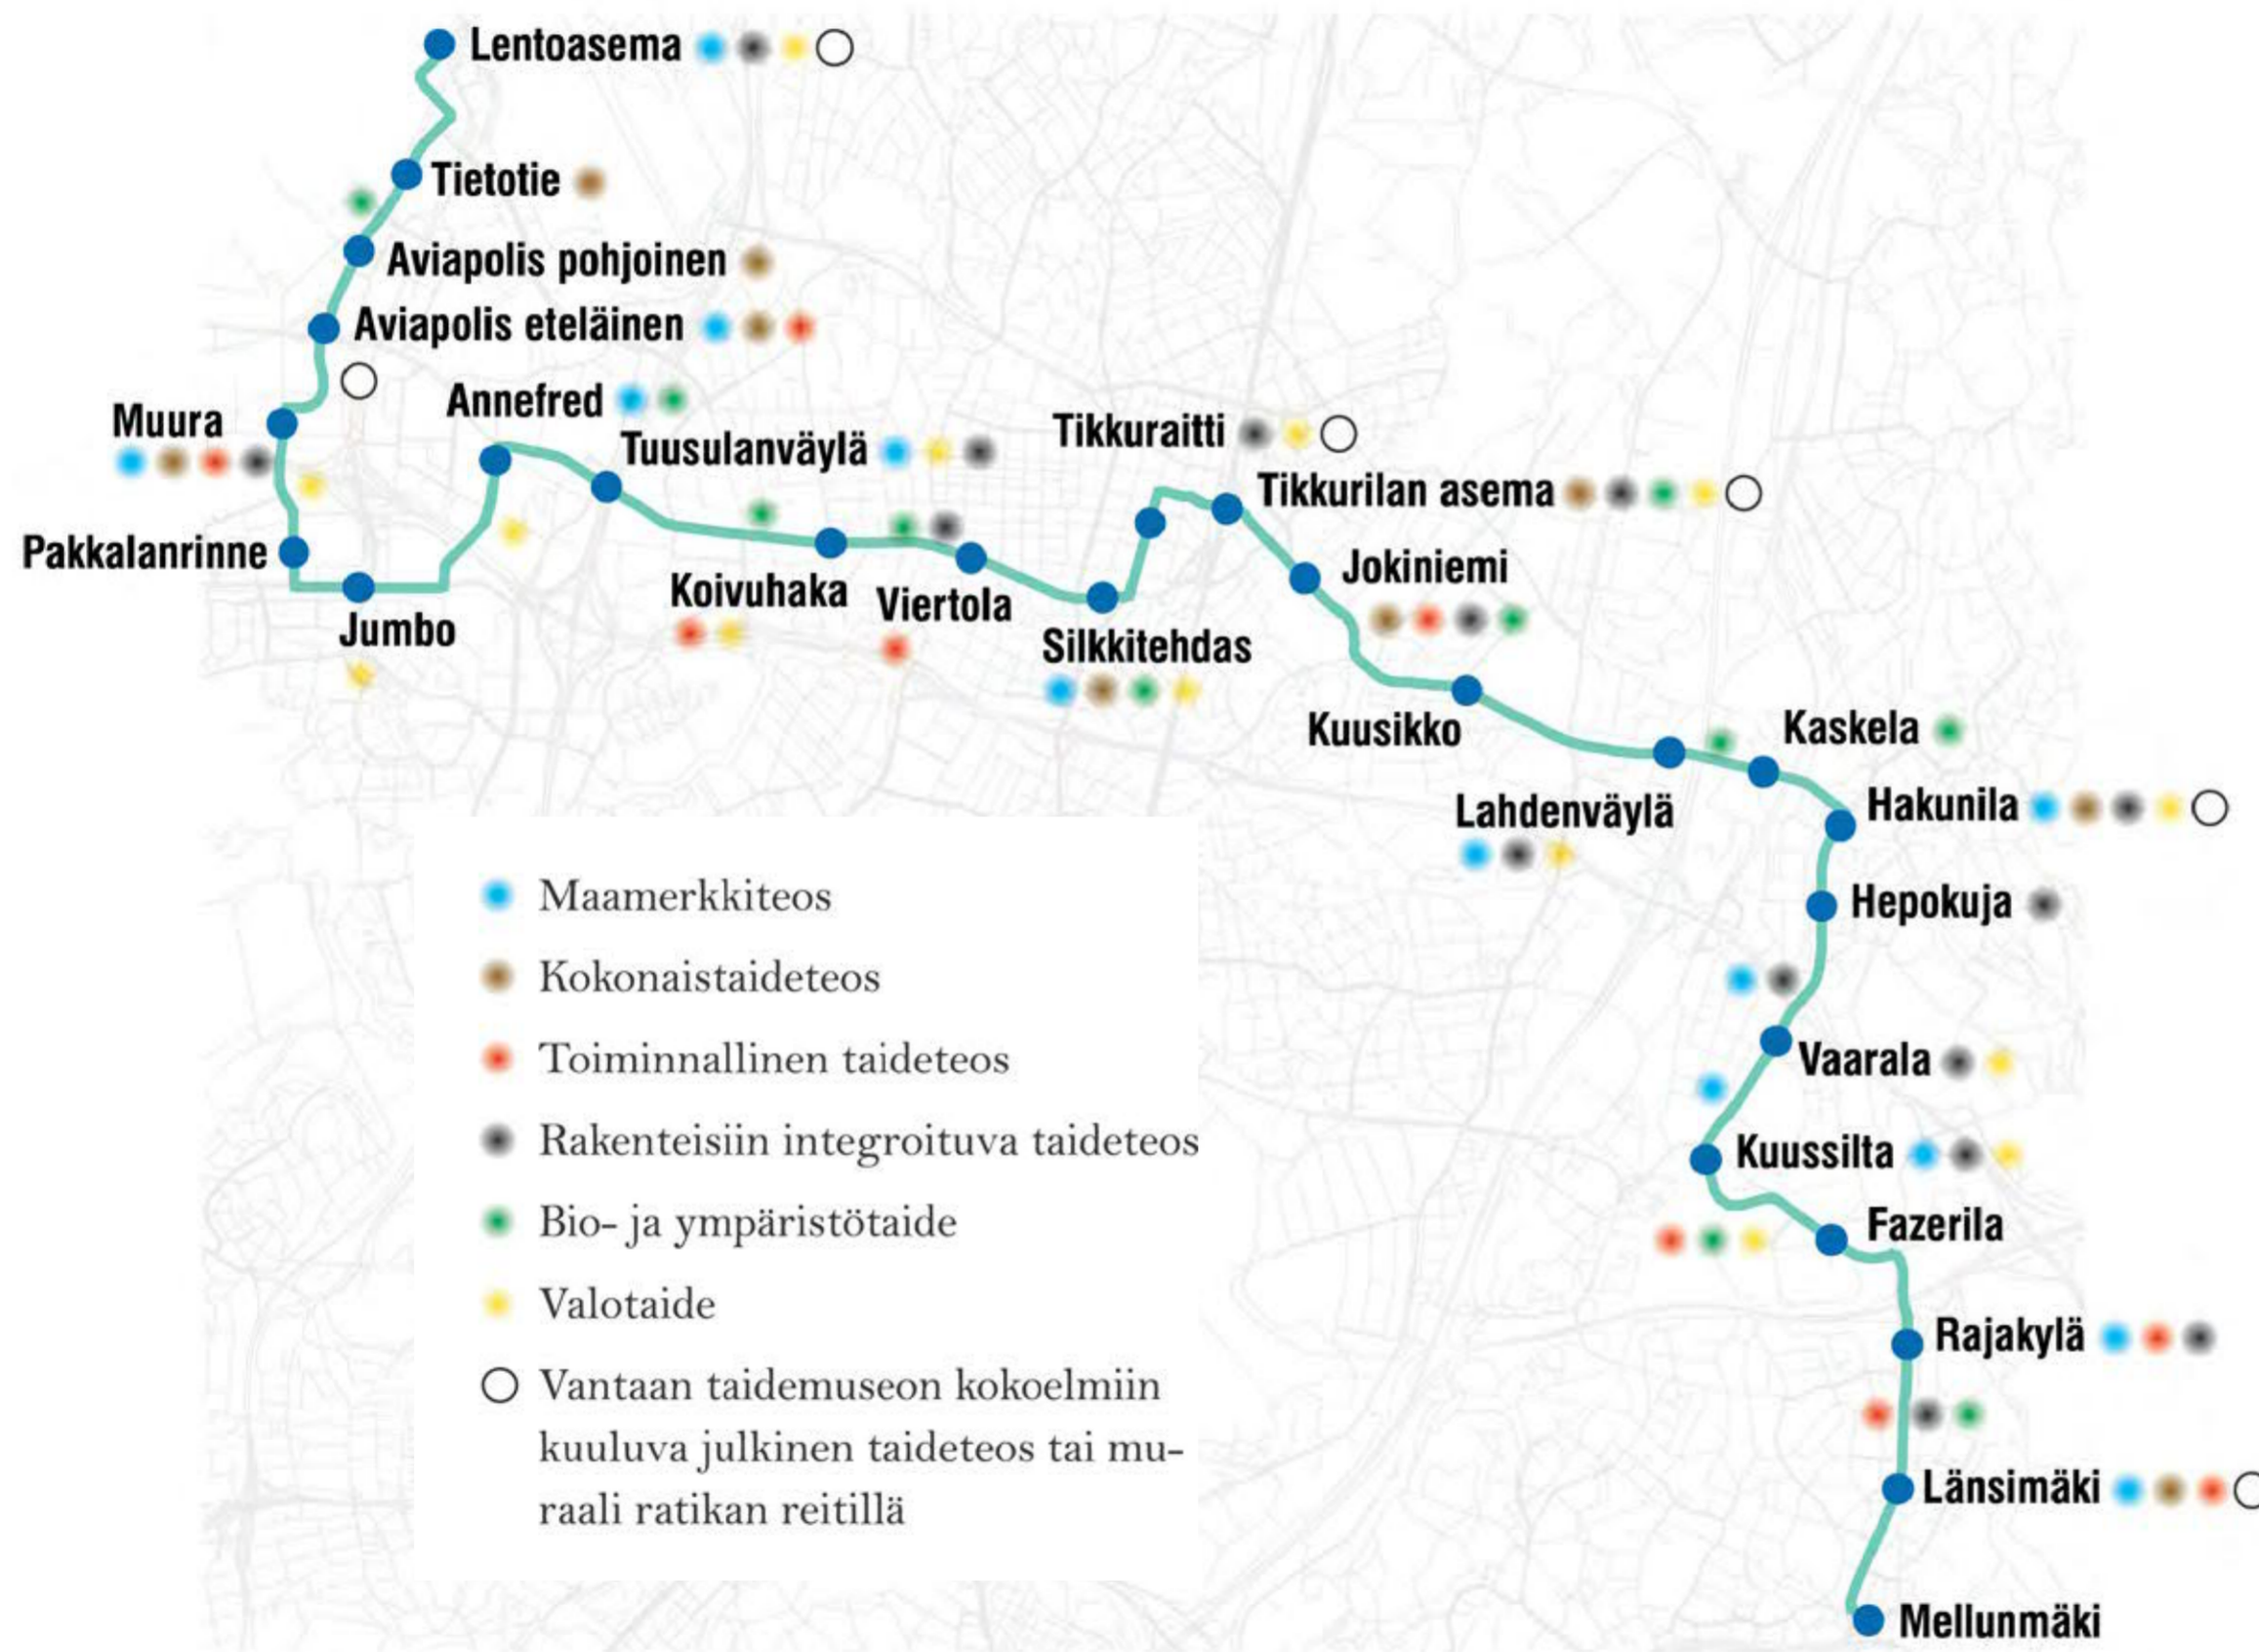 Lentoasema
Tietotie
Aviapolis pohjoinen
Aviapolis eteläinen
Muura
Annefred
Tuusulanväylä
Tikkuraitti
Tikkurilan asema
Pakkalanrinne
Jumbo
Koivuhaka
Viertola
Silkkitehdas
Jokiniemi
Kuusikko
Lahdenväylä
Kaskela
Hakunila
Hepokuja
Vaarala
Kuussilta
Fazerila
Rajakylä
Länsimäki
Mellunmäki
Maamerkkiteos
Kokonaistaideteos
Toiminnallinen taideteos
Rakenteisiin integroituva taideteos
Bio- ja ympäristötaide
Valotaide
Vantaan taidemuseon kokoelmiin
kuuluva julkinen taideteos tai mu-
raali ratikan reitillä